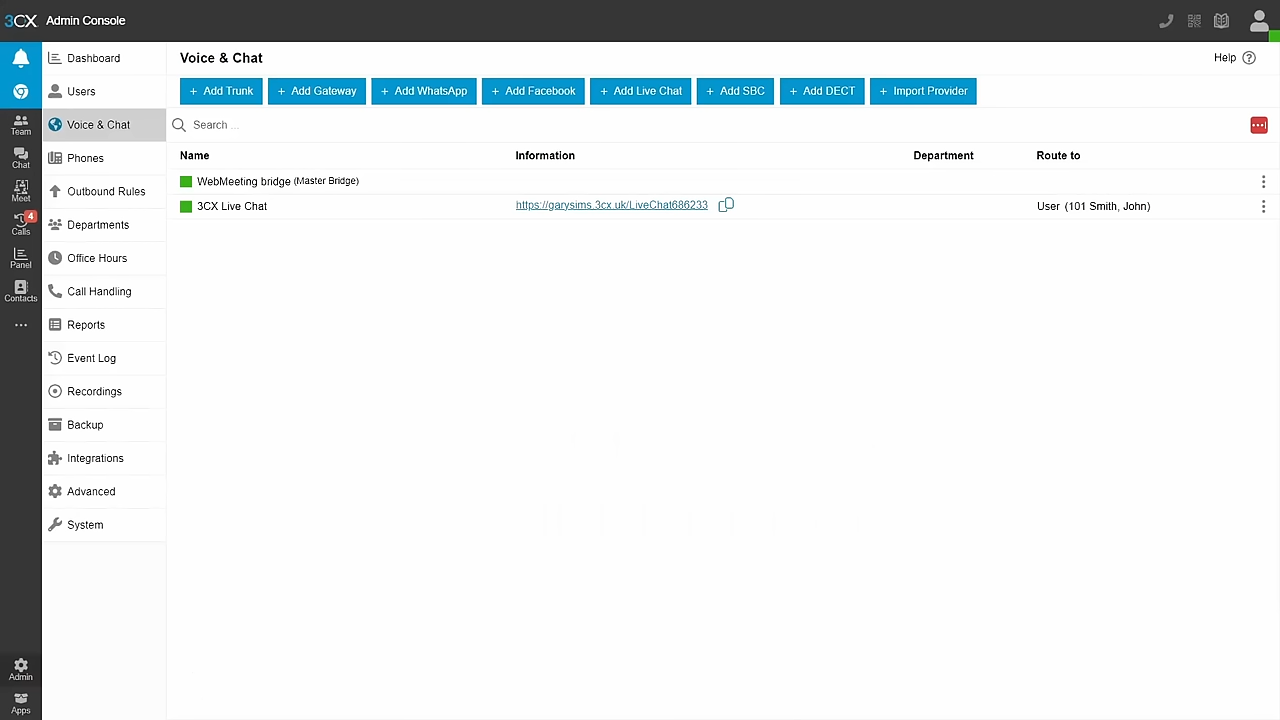 3CX Admin Console
Team
Chat
Meet
4
Calls
Panel
Contacts
Admin
Apps
Dashboard
Users
Voice & Chat
Phones
Outbound Rules
Departments
Office Hours
Call Handling
Reports
Event Log
Recordings
Backup
Integrations
Advanced
System
Voice & Chat
Help
+ Add Trunk
+ Add Gateway
+ Add WhatsApp
+ Add Facebook
+ Add Live Chat
+ Add SBC
+ Add DECT
+ Import Provider
Search ...
Name Information Department Route to
WebMeeting bridge (Master Bridge)
3CX Live Chat https://garysims.3cx.uk/LiveChat686233 User (101 Smith, John)